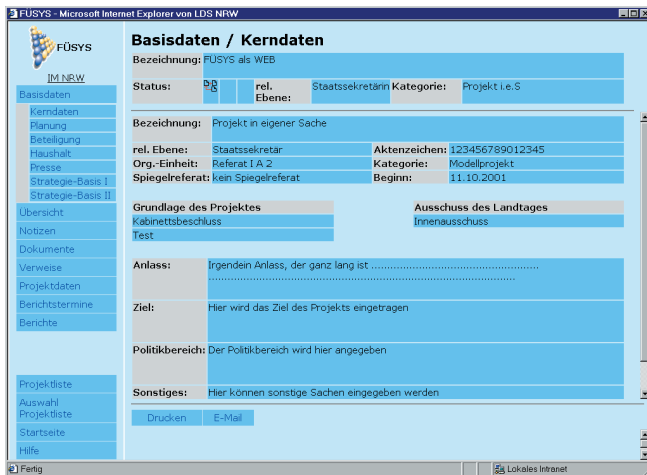 FÜSYS - Microsoft Internet Explorer von LDS NRW
FÜSYS
IM NRW
Basisdaten
Kerndaten
Planung
Beteiligung
Haushalt
Presse
Strategie-Basis I
Strategie-Basis II
Übersicht
Notizen
Dokumente
Verweise
Projektdaten
Berichtstermine
Berichte
Projektliste
Auswahl
Projektliste
Startseite
Hilfe
Basisdaten / Kerndaten
Bezeichnung: FÜSYS als WEB
Status: rel. Staatssekretärin Kategorie: Projekt i.e.S
Ebene:
Bezeichnung: Projekt in eigener Sache
rel. Ebene: Staatssekretär Aktenzeichen: 123456789012345
Org.-Einheit: Referat I A 2 Kategorie: Modellprojekt
Spiegelreferat: kein Spiegelreferat Beginn: 11.10.2001
Grundlage des Projektes Ausschuss des Landtages
Kabinettsbeschluss Innenausschuss
Test
Anlass: Irgendein Anlass, der ganz lang ist ........................................................
........................................................................................................
Ziel: Hier wird das Ziel des Projekts eingetragen
Politikbereich: Der Politikbereich wird hier angegeben
Sonstiges: Hier können sonstige Sachen eingegeben werden
Drucken E-Mail
Fertig Lokales Intranet